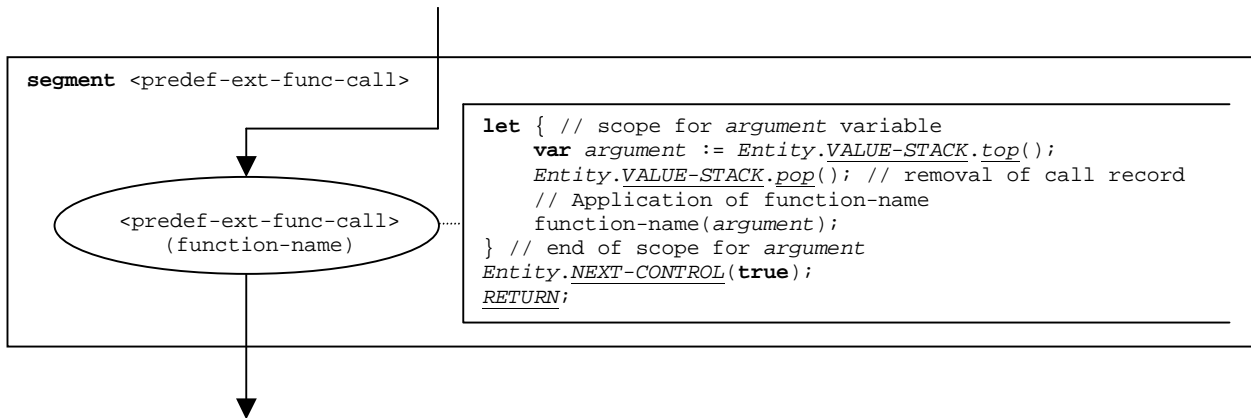 segment <predef-ext-func-call>
let { // scope for argument variable
var argument := Entity.VALUE-STACK.top();
Entity.VALUE-STACK.pop(); // removal of call record
// Application of function-name
function-name(argument);
} // end of scope for argument
Entity.NEXT-CONTROL(true);
RETURN;
<predef-ext-func-call>
(function-name)